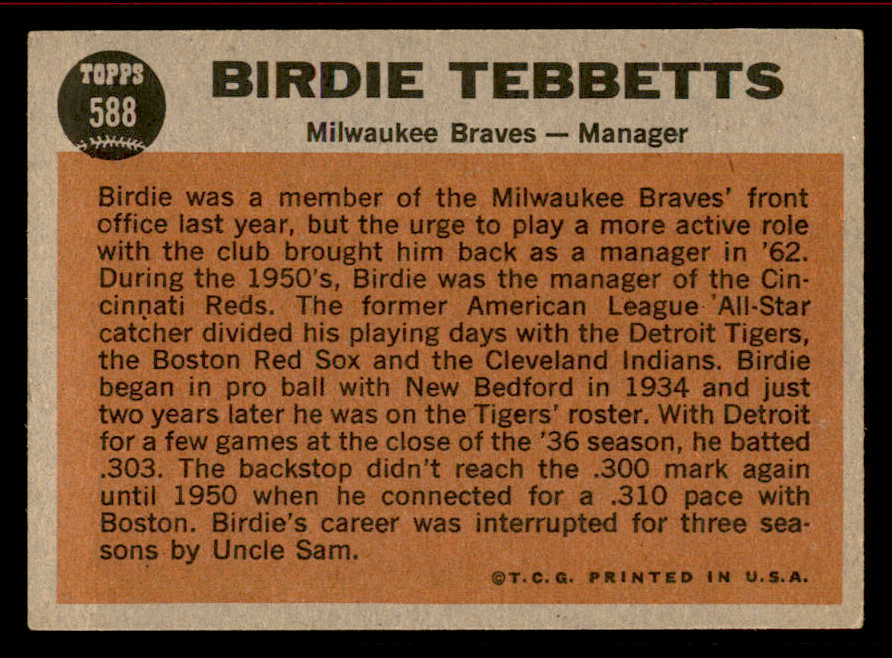 TOPPS
588
BIRDIE TEBBETTS
Milwaukee Braves — Manager
Birdie was a member of the Milwaukee Braves' front
office last year, but the urge to play a more active role
with the club brought him back as a manager in '62.
During the 1950's, Birdie was the manager of the Cin-
cinnati Reds. The former American League All-Star
catcher divided his playing days with the Detroit Tigers,
the Boston Red Sox and the Cleveland Indians. Birdie
began in pro ball with New Bedford in 1934 and just
two years later he was on the Tigers' roster. With Detroit
for a few games at the close of the '36 season, he batted
.303. The backstop didn't reach the .300 mark again
until 1950 when he connected for a .310 pace with
Boston. Birdie's career was interrupted for three sea-
sons by Uncle Sam.
©T.C.G. PRINTED IN U.S.A.